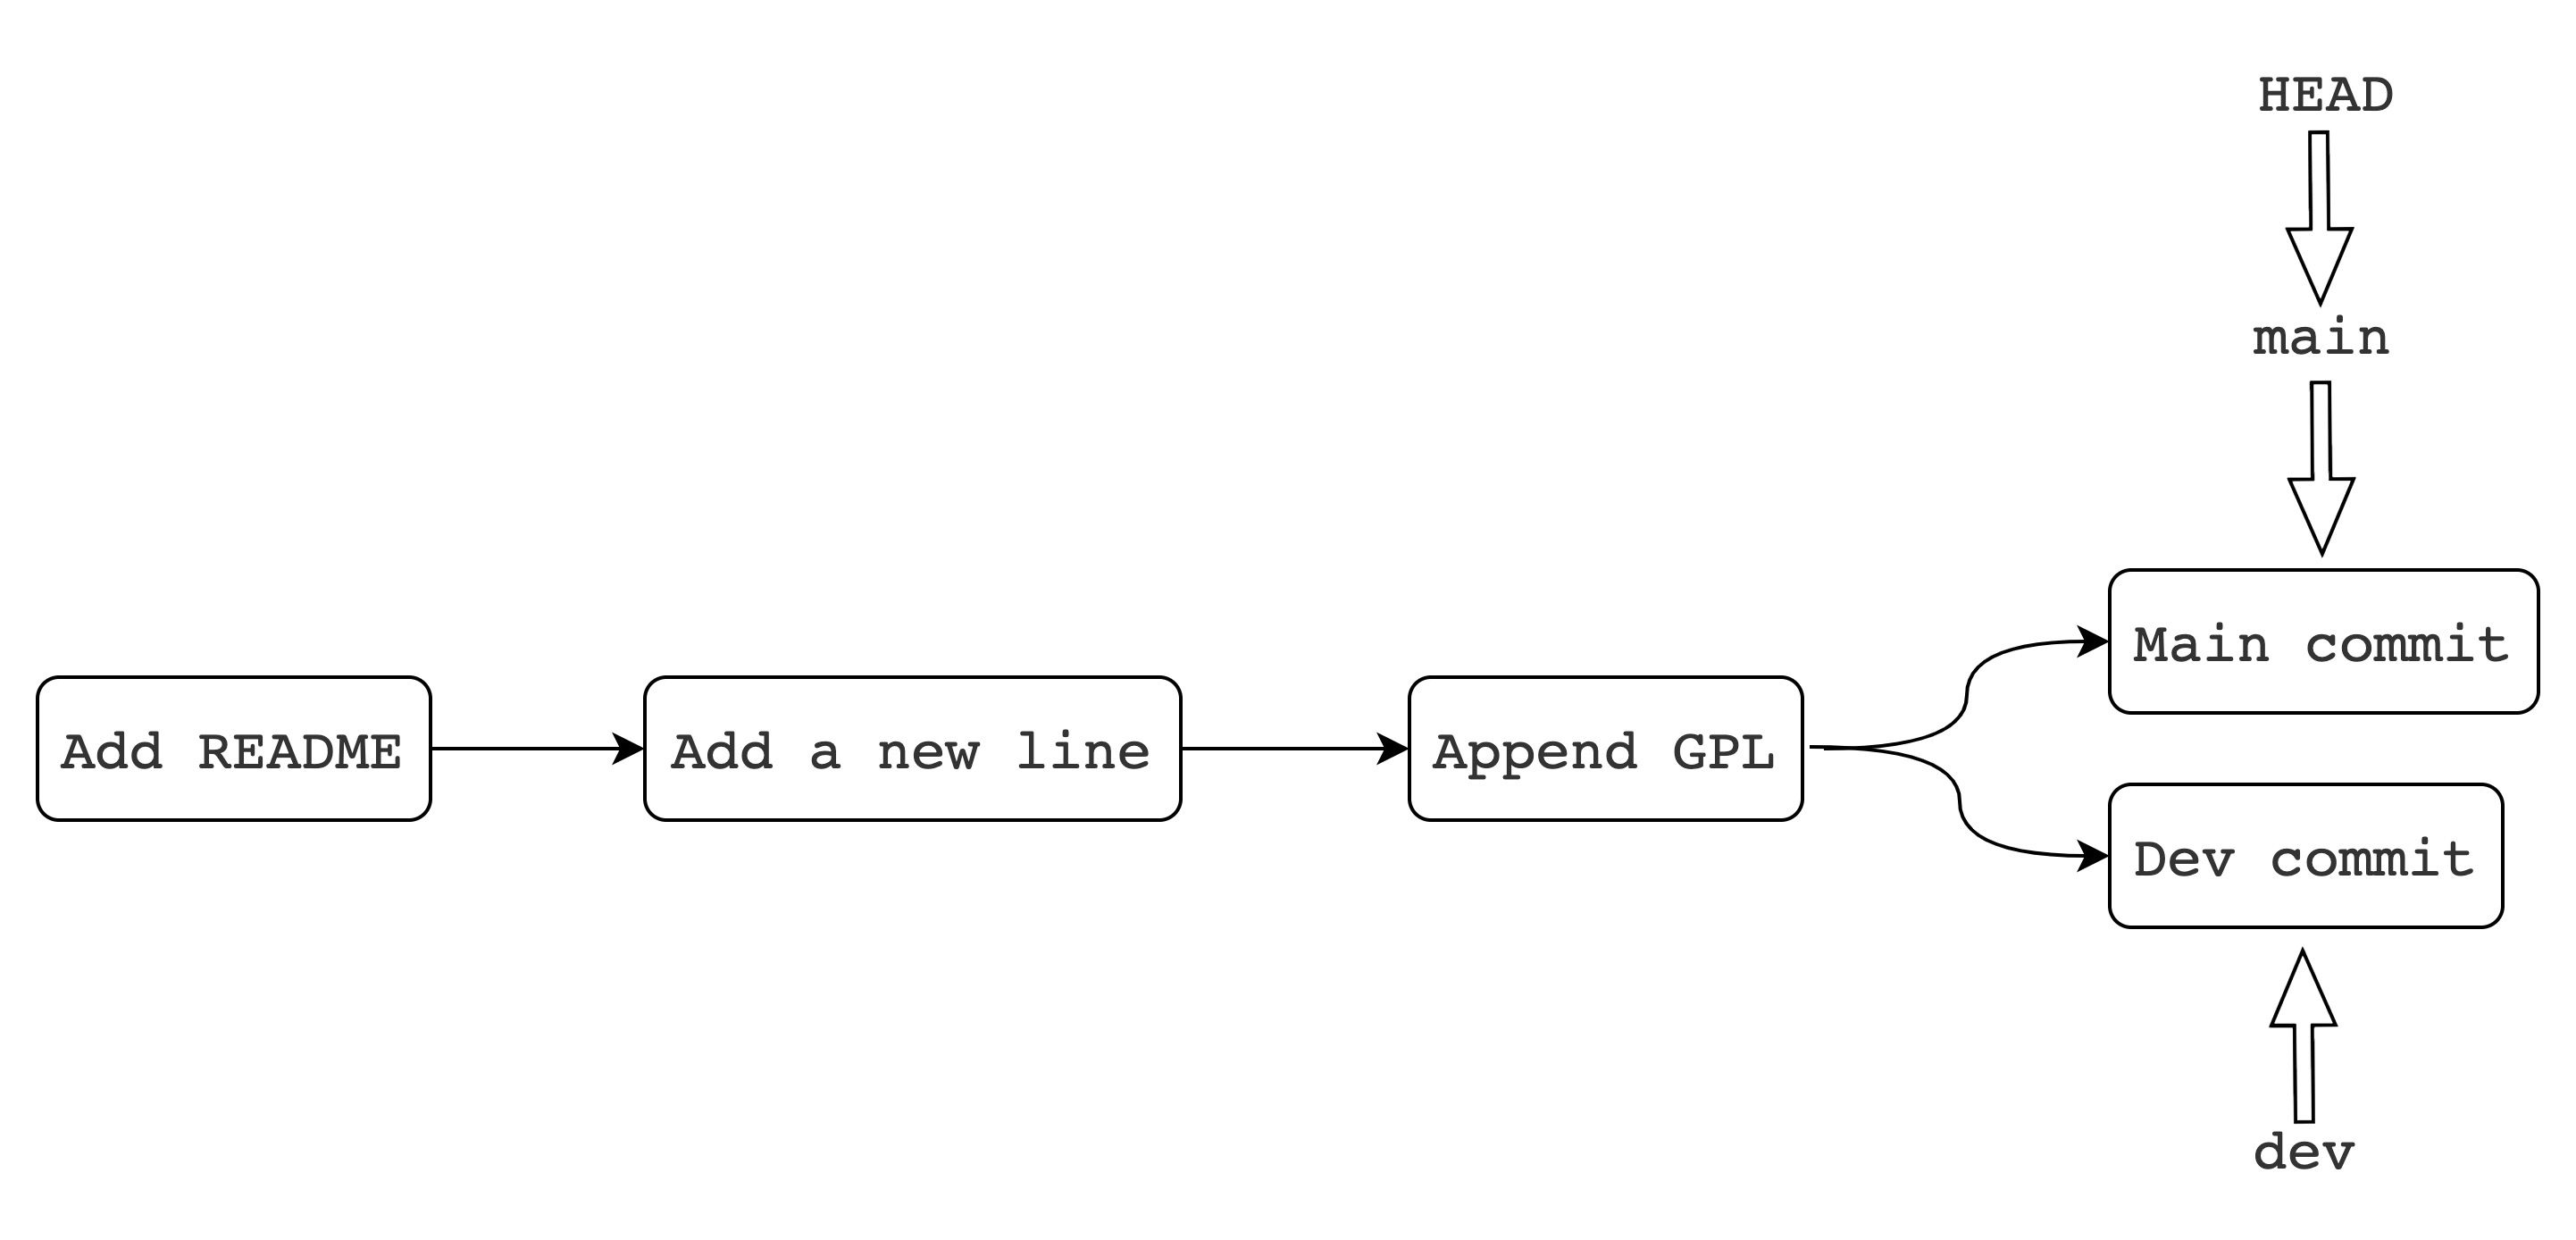 HEAD
main
Main commit
Add README
Add a new line
Append GPL
Dev commit
dev